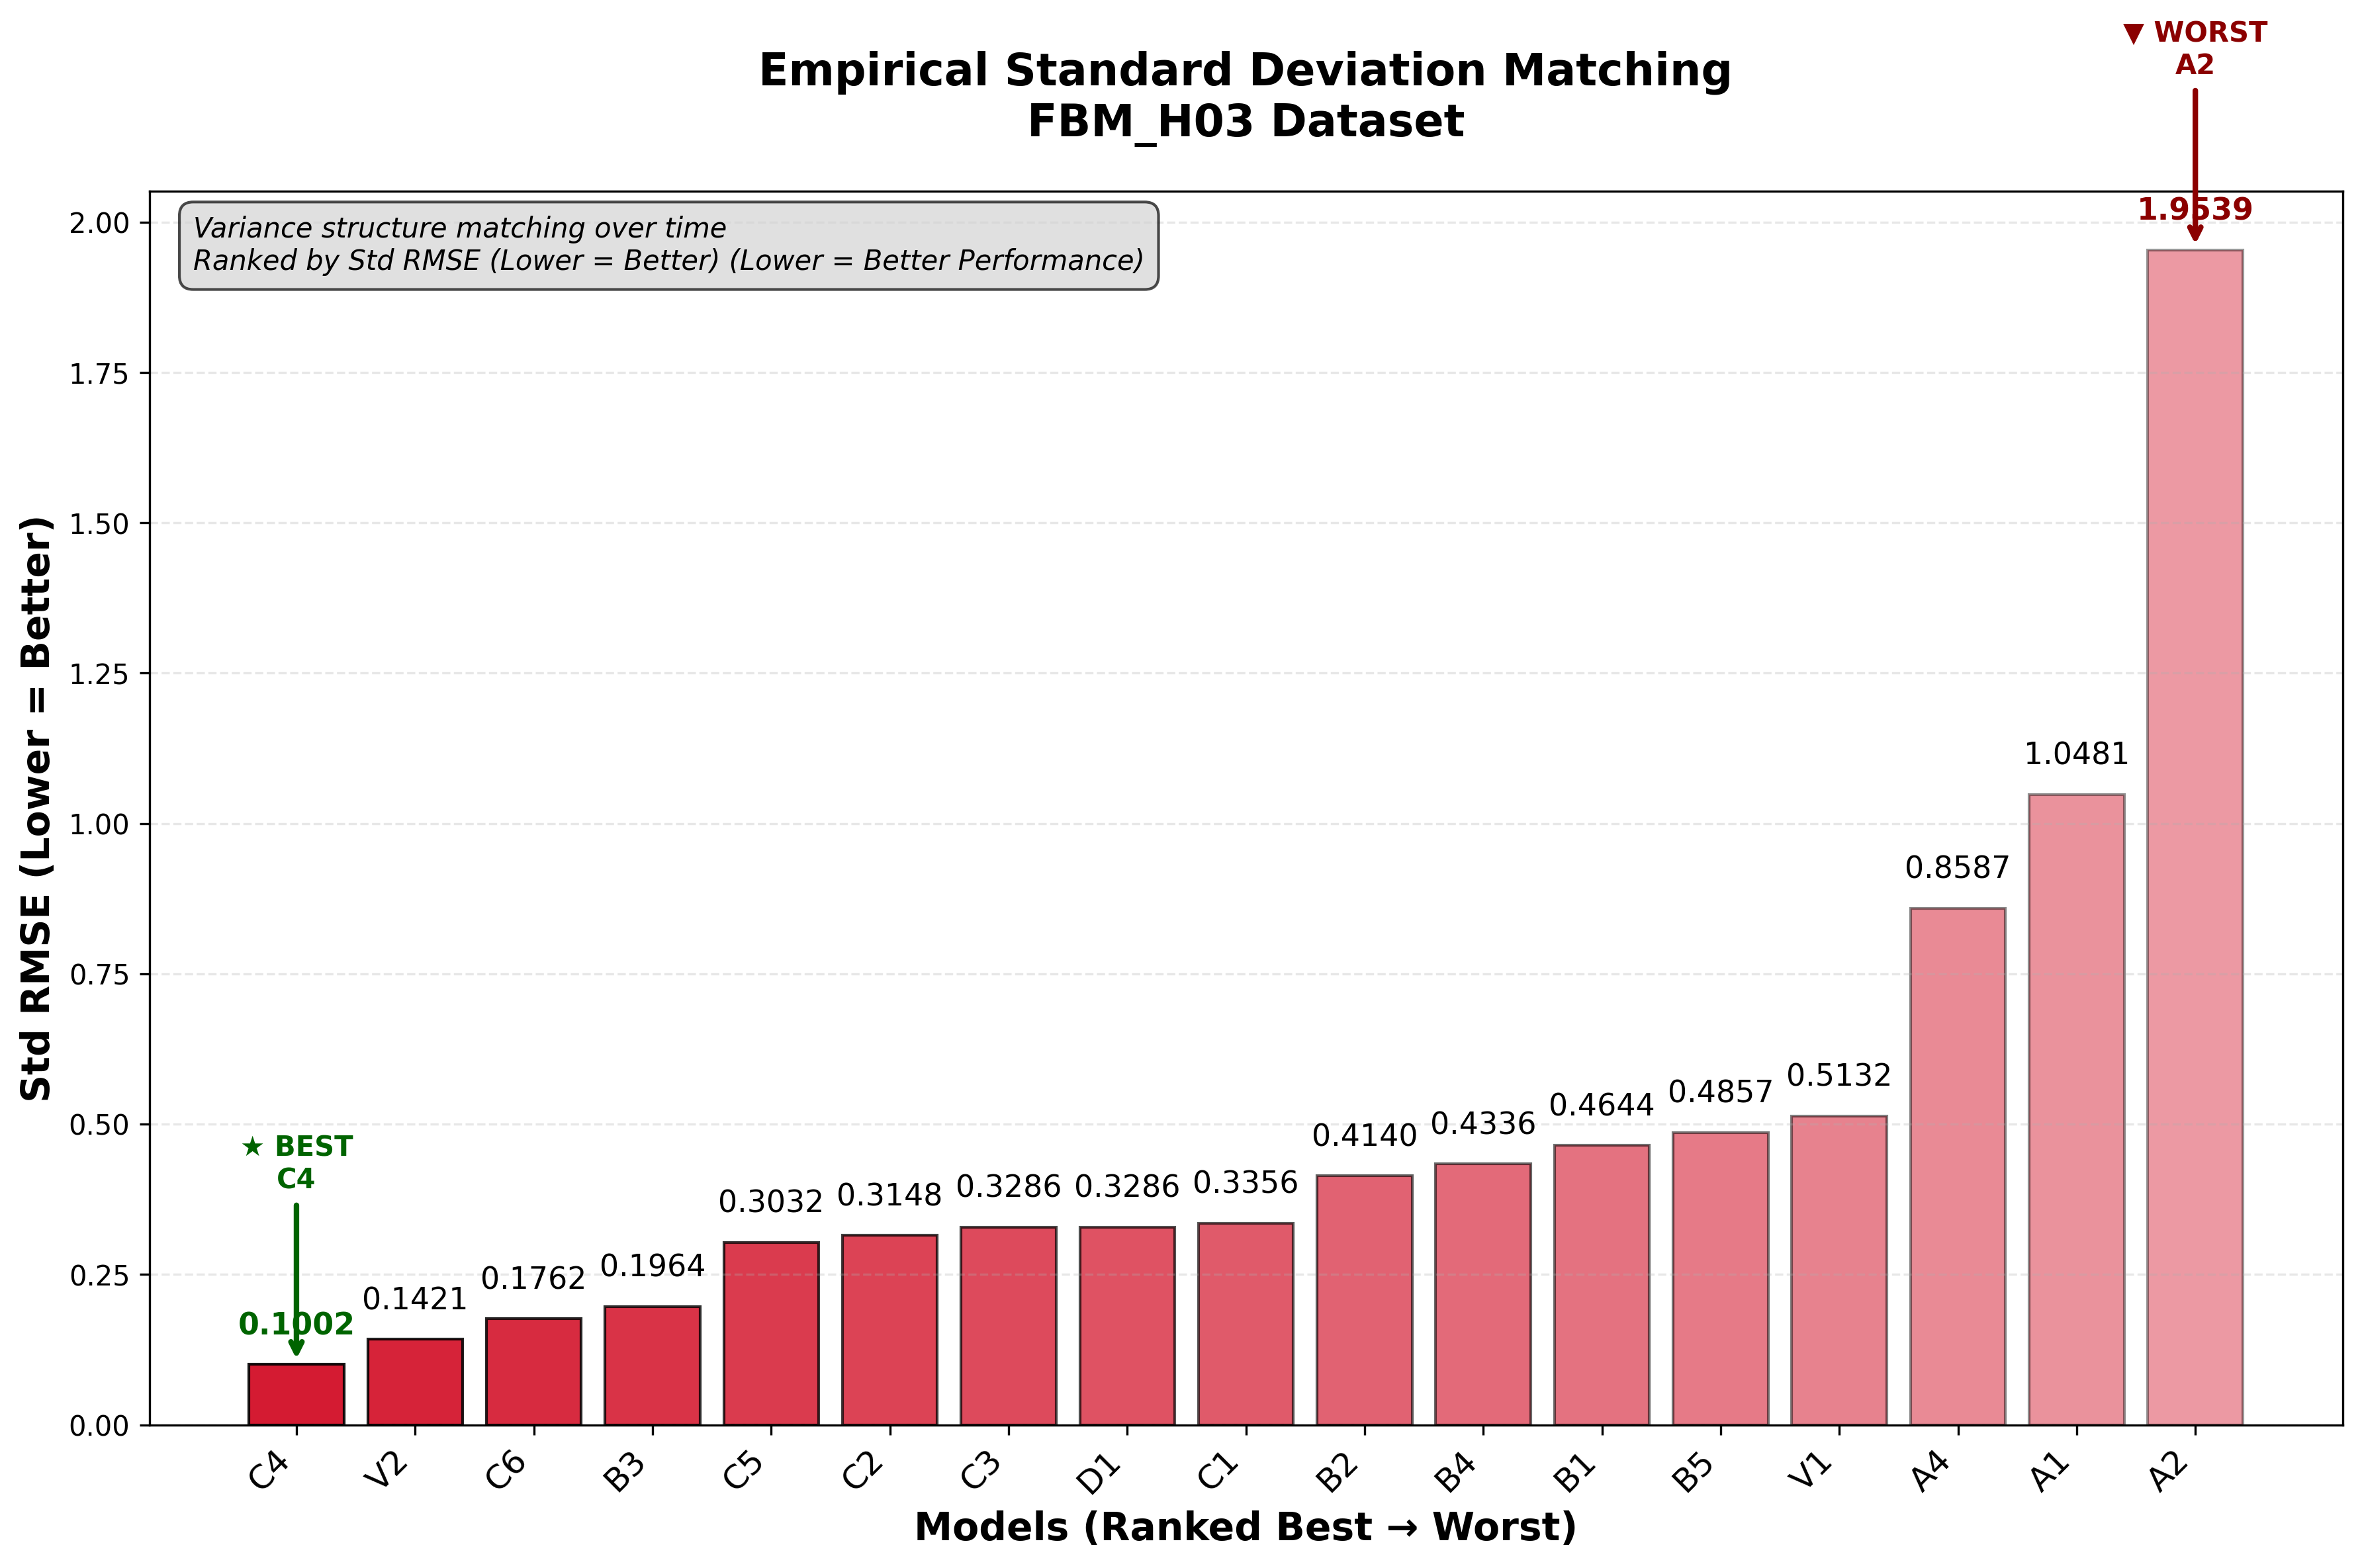 ▼ WORST
A2
Empirical Standard Deviation Matching
FBM_H03 Dataset
Variance structure matching over time
Ranked by Std RMSE (Lower = Better) (Lower = Better Performance)
Std RMSE (Lower = Better)
2.00
1.75
1.50
1.25
1.00
0.75
0.50
0.25
0.00
★ BEST
C4
0.1002
0.1421
0.1762
0.1964
0.3032
0.3148
0.3286
0.3286
0.3356
0.4140
0.4336
0.4644
0.4857
0.5132
0.8587
1.0481
1.9539
C4
V2
C6
B3
C5
C2
C3
D1
C1
B2
B4
B1
B5
V1
A4
A1
A2
Models (Ranked Best → Worst)